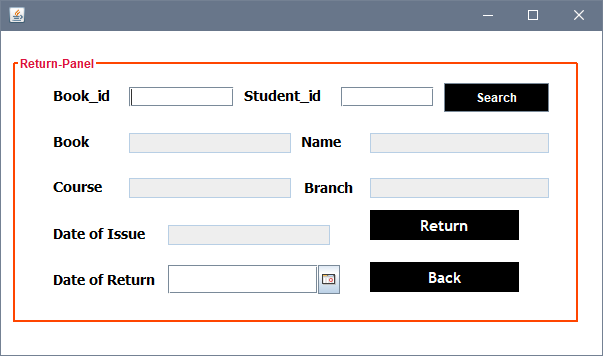 Return-Panel
Book_id Student_id Search
Book Name
Course Branch
Date of Issue Return
Date of Return Back